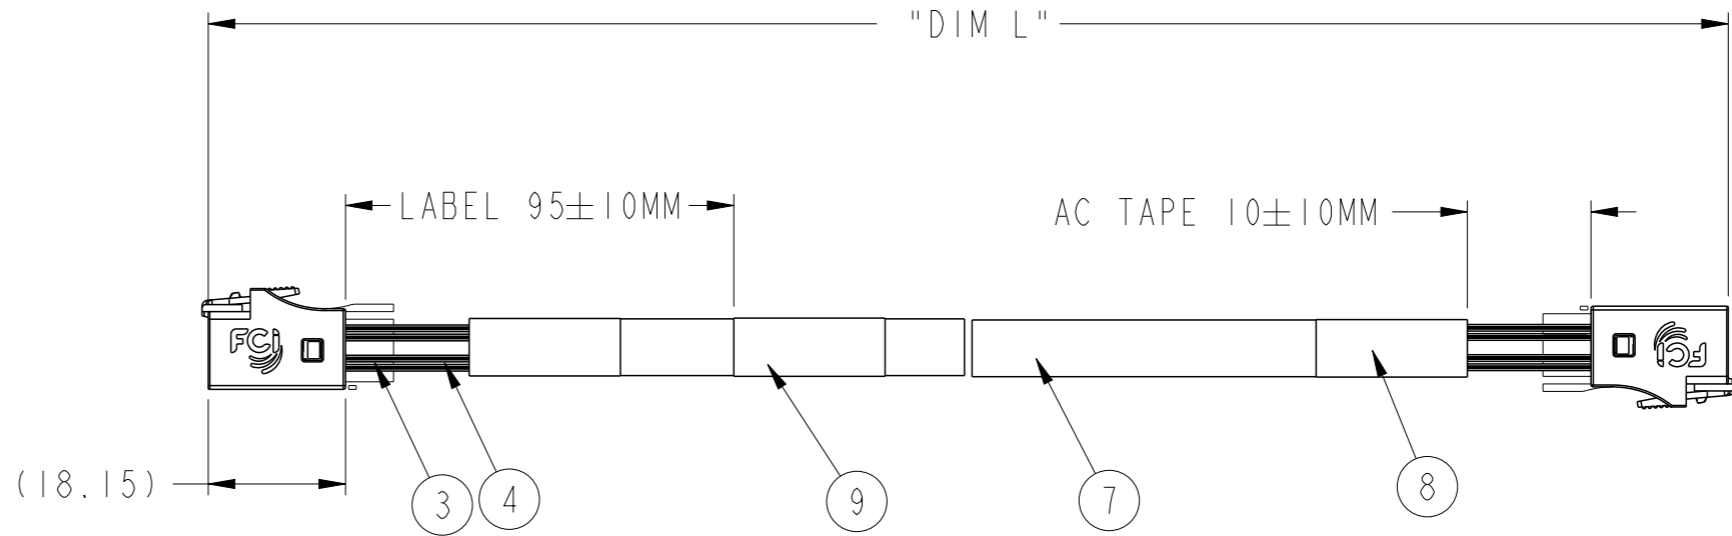 "DIM L"
LABEL 95±10MM
AC TAPE 10±10MM
FCI
FCI
(18.15)
3
4
9
7
8